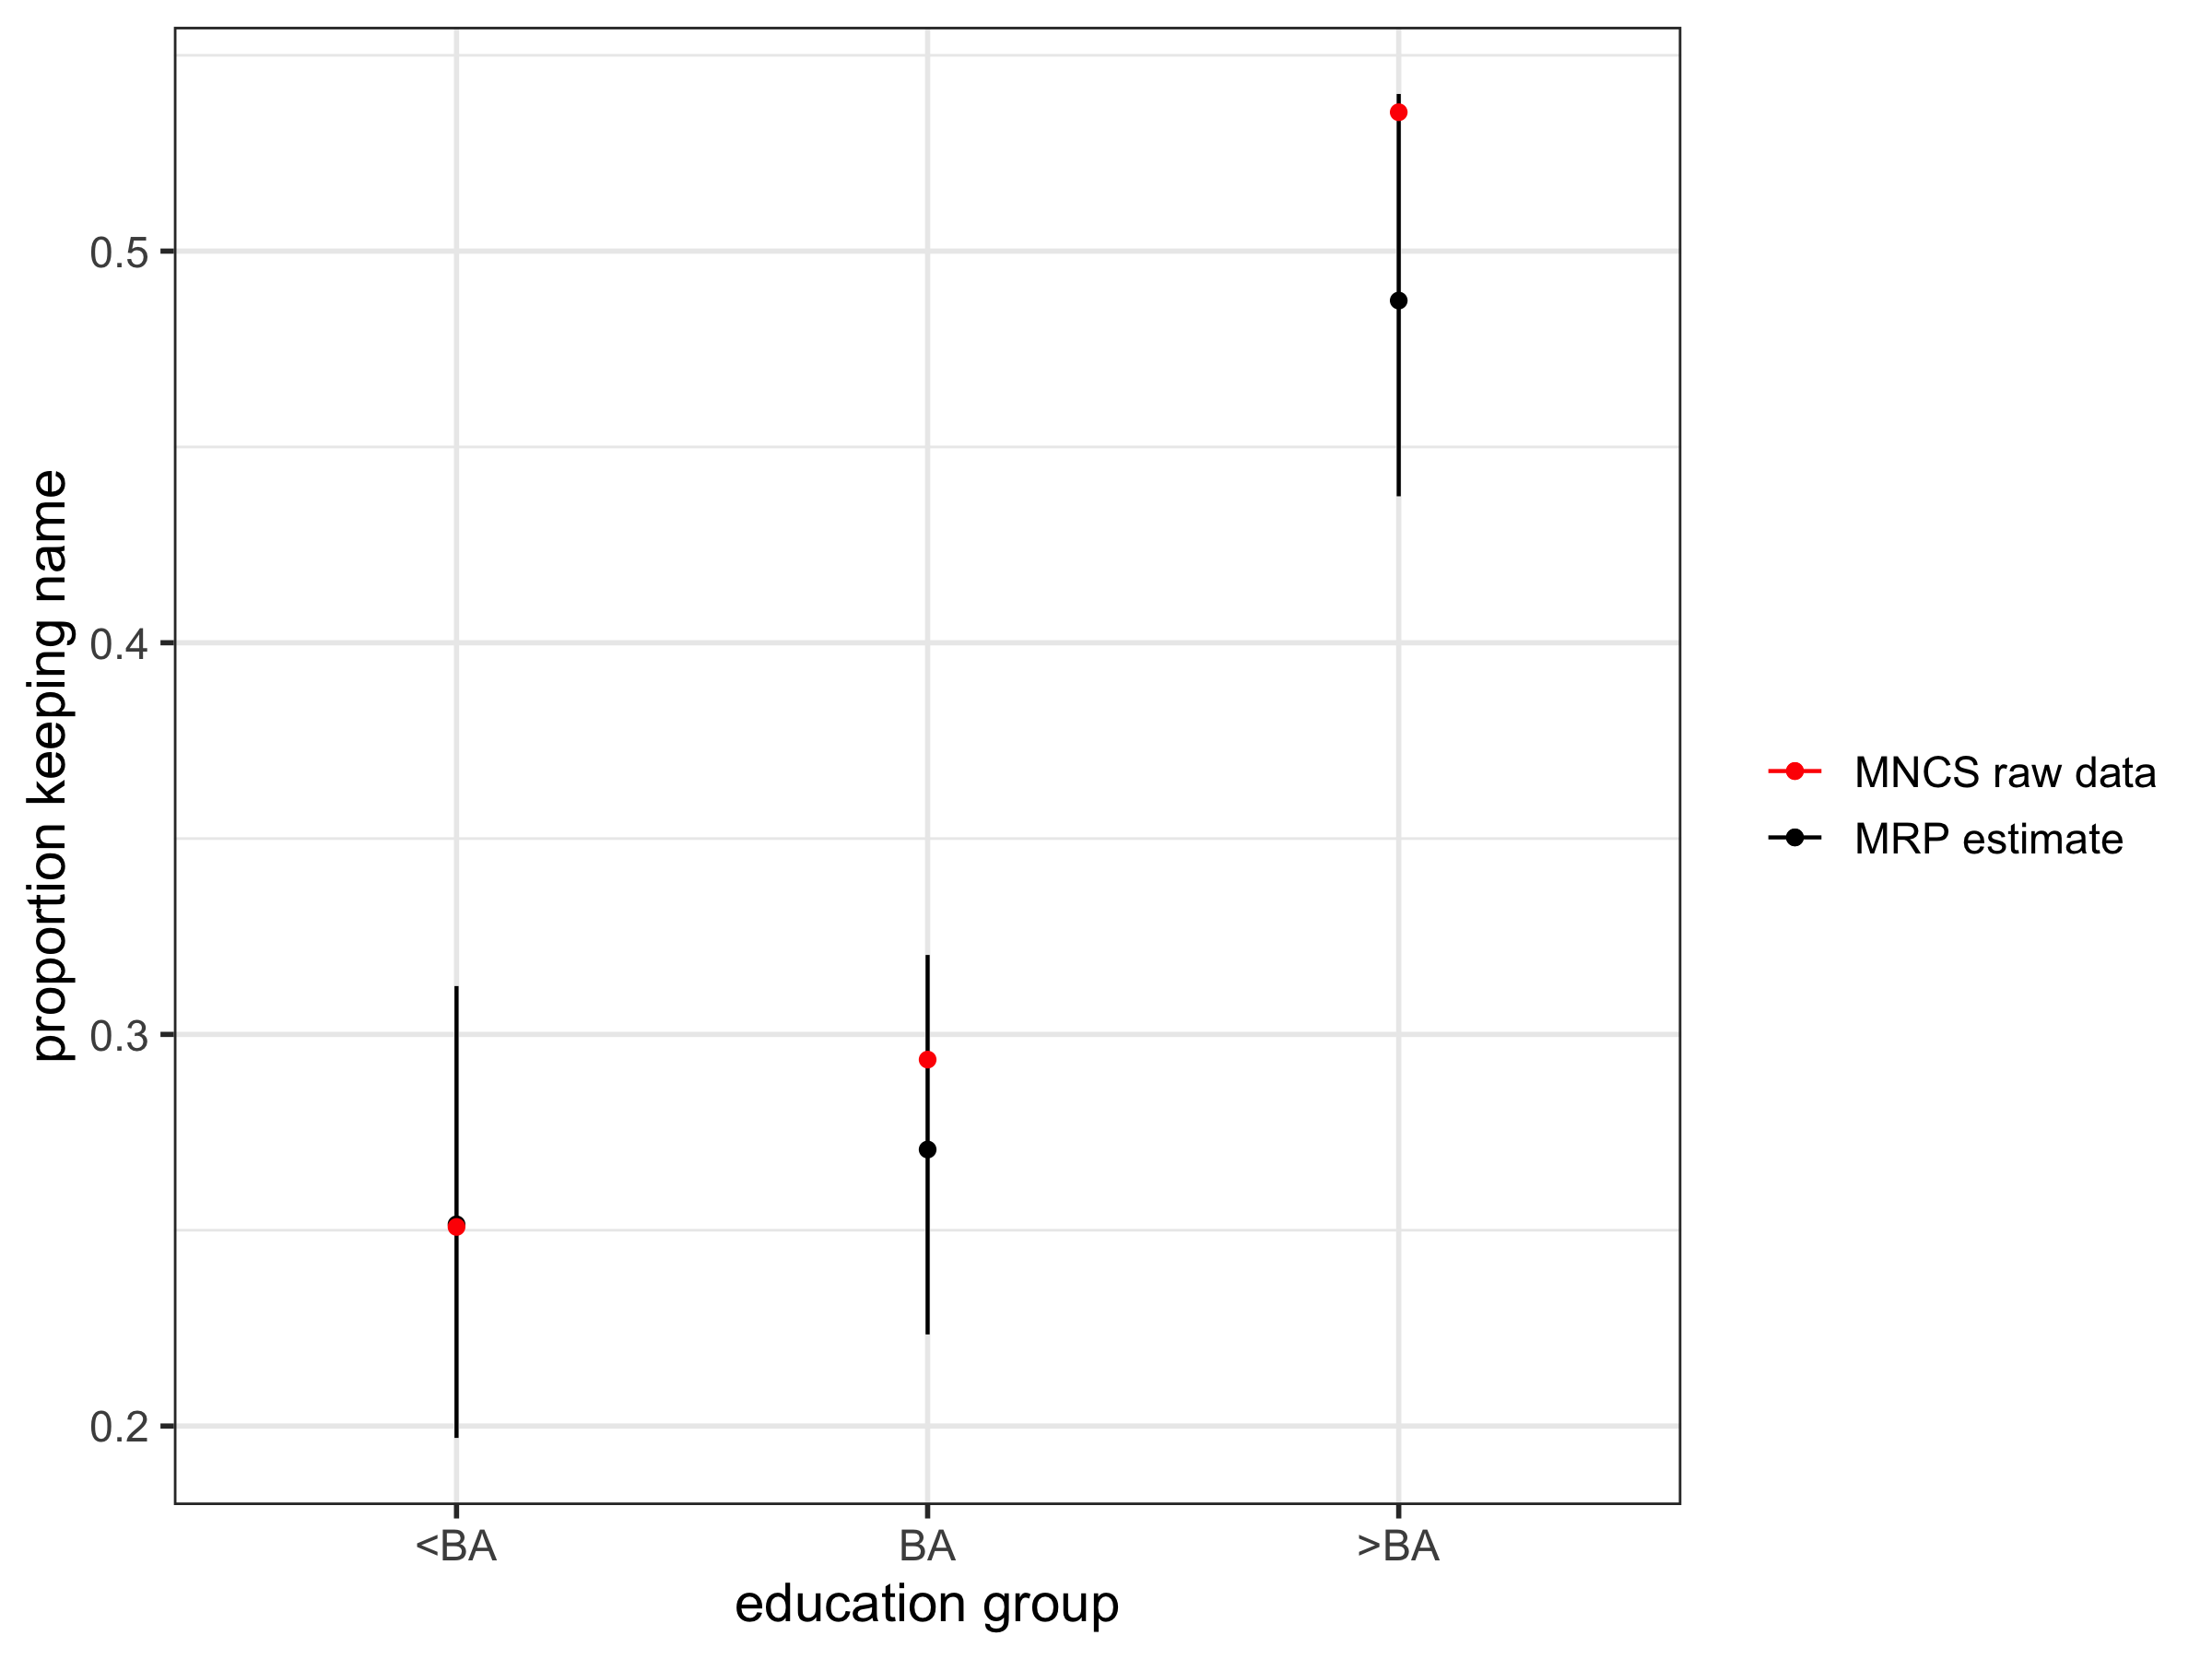 proportion keeping name
0.5
0.4
0.3
0.2
<BA
BA
>BA
education group
MNCS raw data
MRP estimate